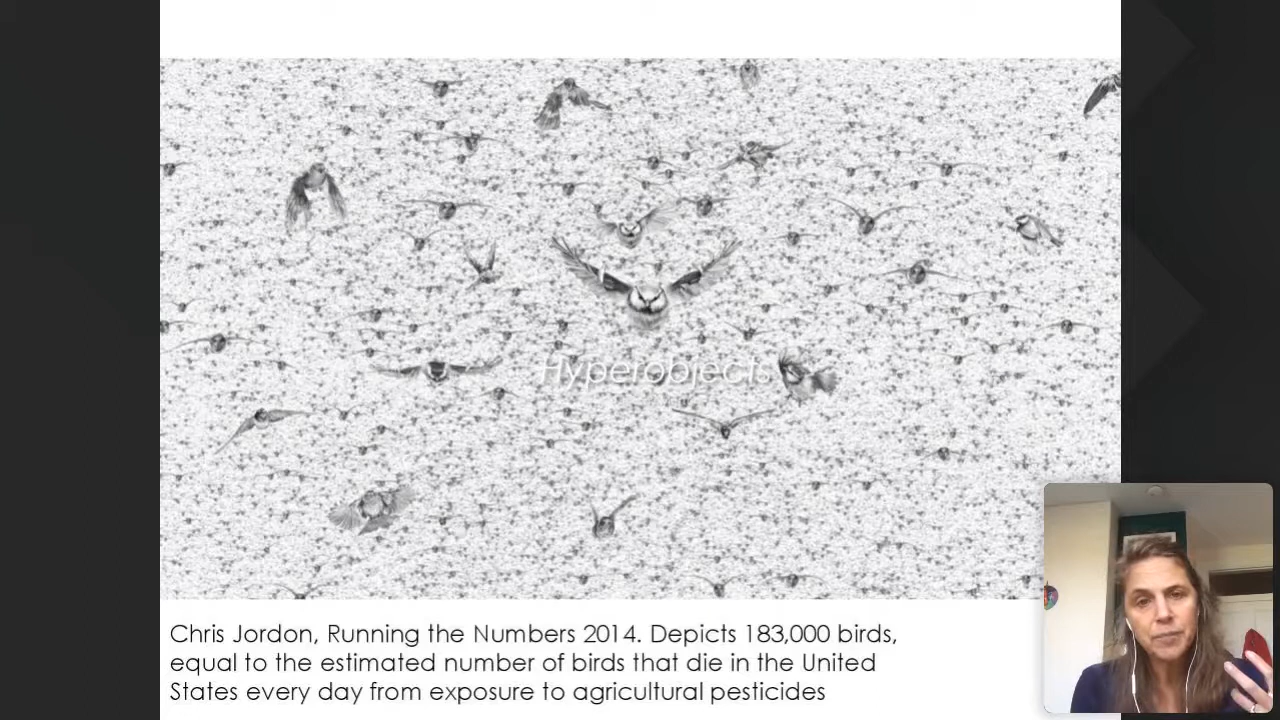 Hyperobjects
Chris Jordon, Running the Numbers 2014. Depicts 183,000 birds,
equal to the estimated number of birds that die in the United
States every day from exposure to agricultural pesticides